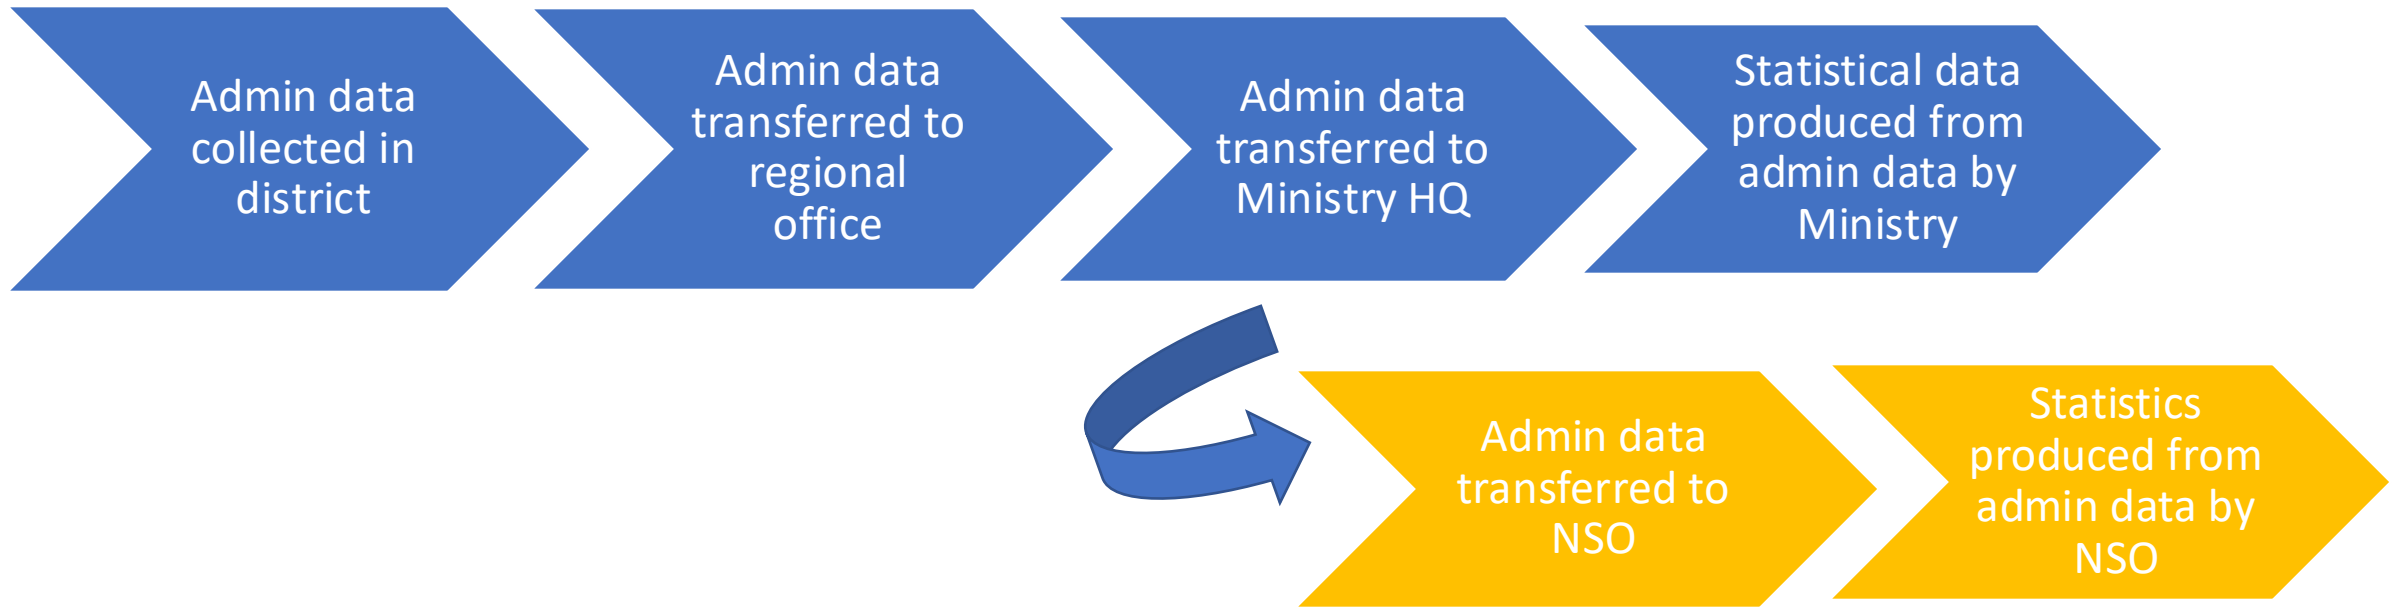 Admin data
collected in
district
Admin data
transferred to
regional
office
Admin data
transferred to
Ministry HQ
Statistical data
produced from
admin data by
Ministry
Admin data
transferred to
NSO
Statistics
produced from
admin data by
NSO